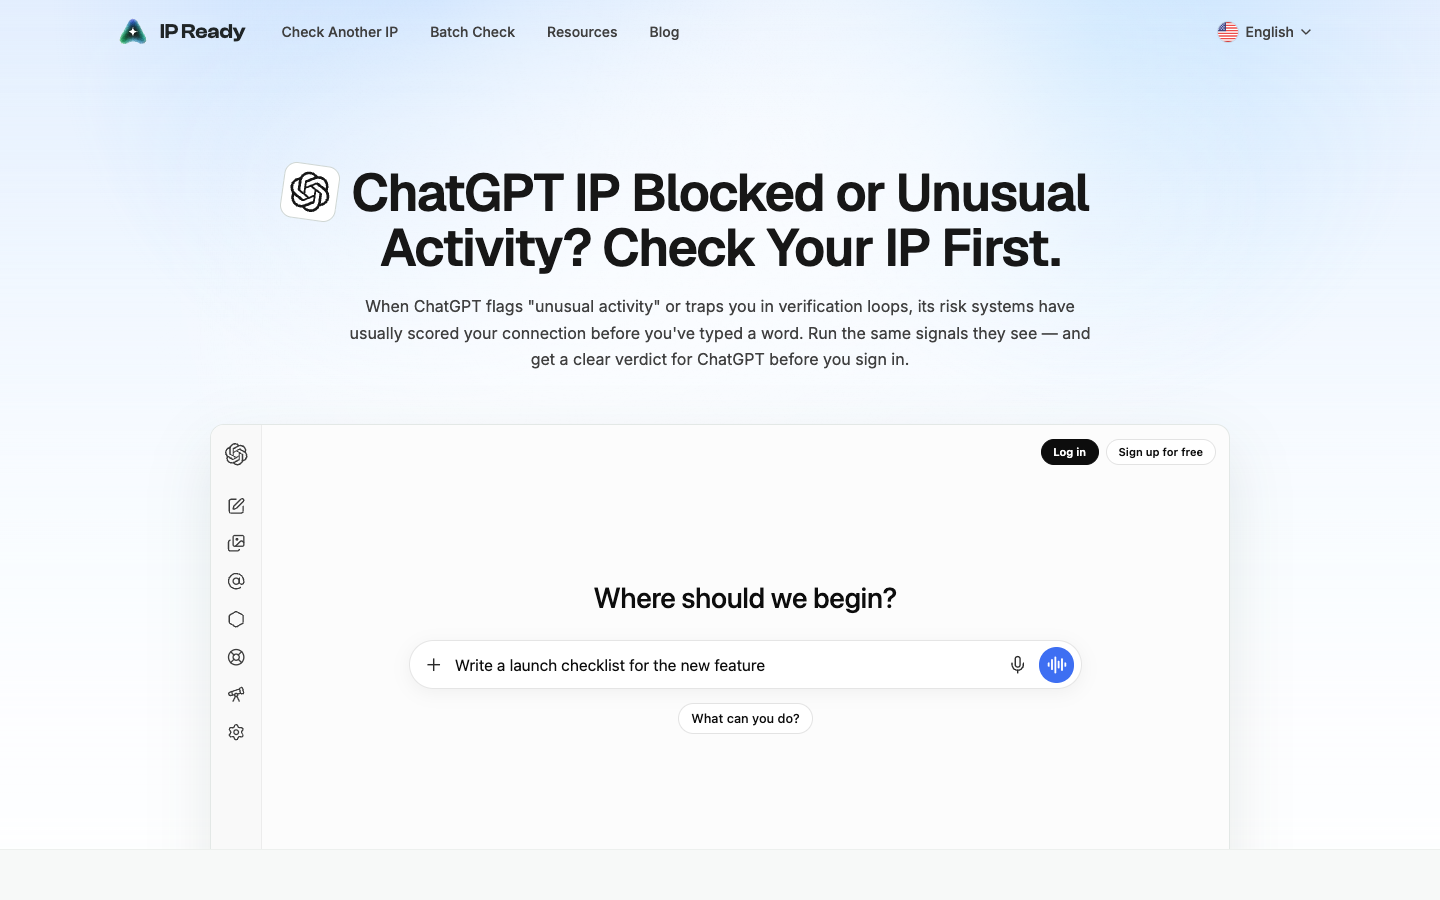 IP Ready
Check Another IP
Batch Check
Resources
Blog
English
ChatGPT IP Blocked or Unusual
Activity? Check Your IP First.
When ChatGPT flags "unusual activity" or traps you in verification loops, its risk systems have
usually scored your connection before you've typed a word. Run the same signals they see — and
get a clear verdict for ChatGPT before you sign in.
Log in
Sign up for free
Where should we begin?
Write a launch checklist for the new feature
What can you do?